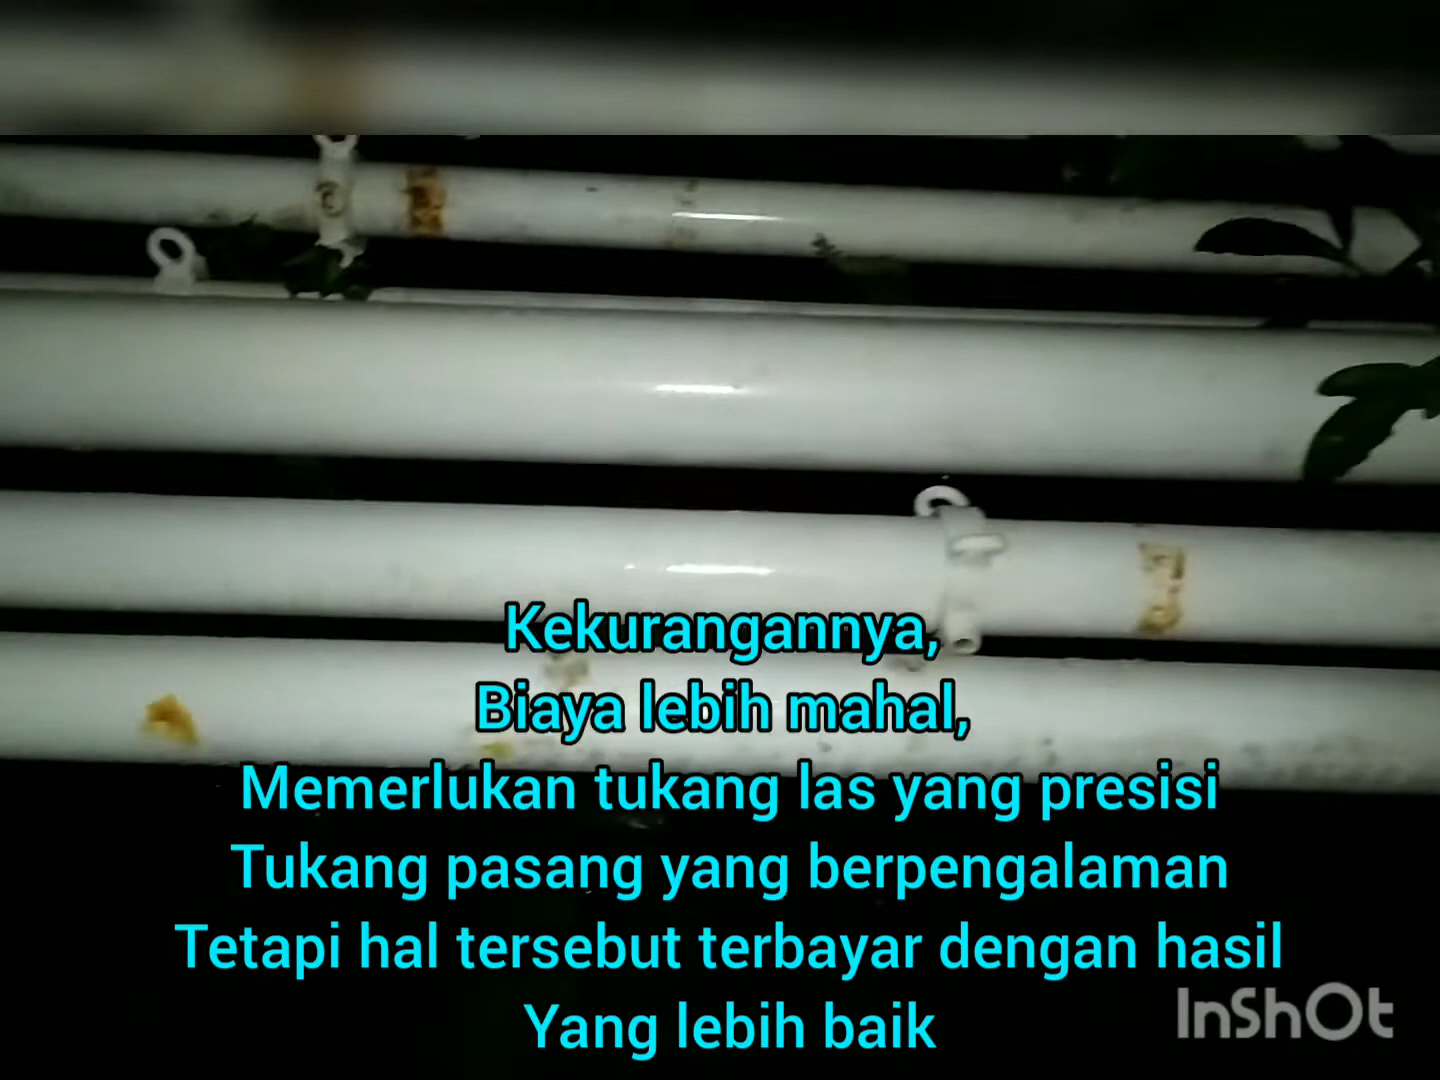 Kekurangannya,
Biaya lebih mahal,
Memerlukan tukang las yang presisi
Tukang pasang yang berpengalaman
Tetapi hal tersebut terbayar dengan hasil
Yang lebih baik
InShOt